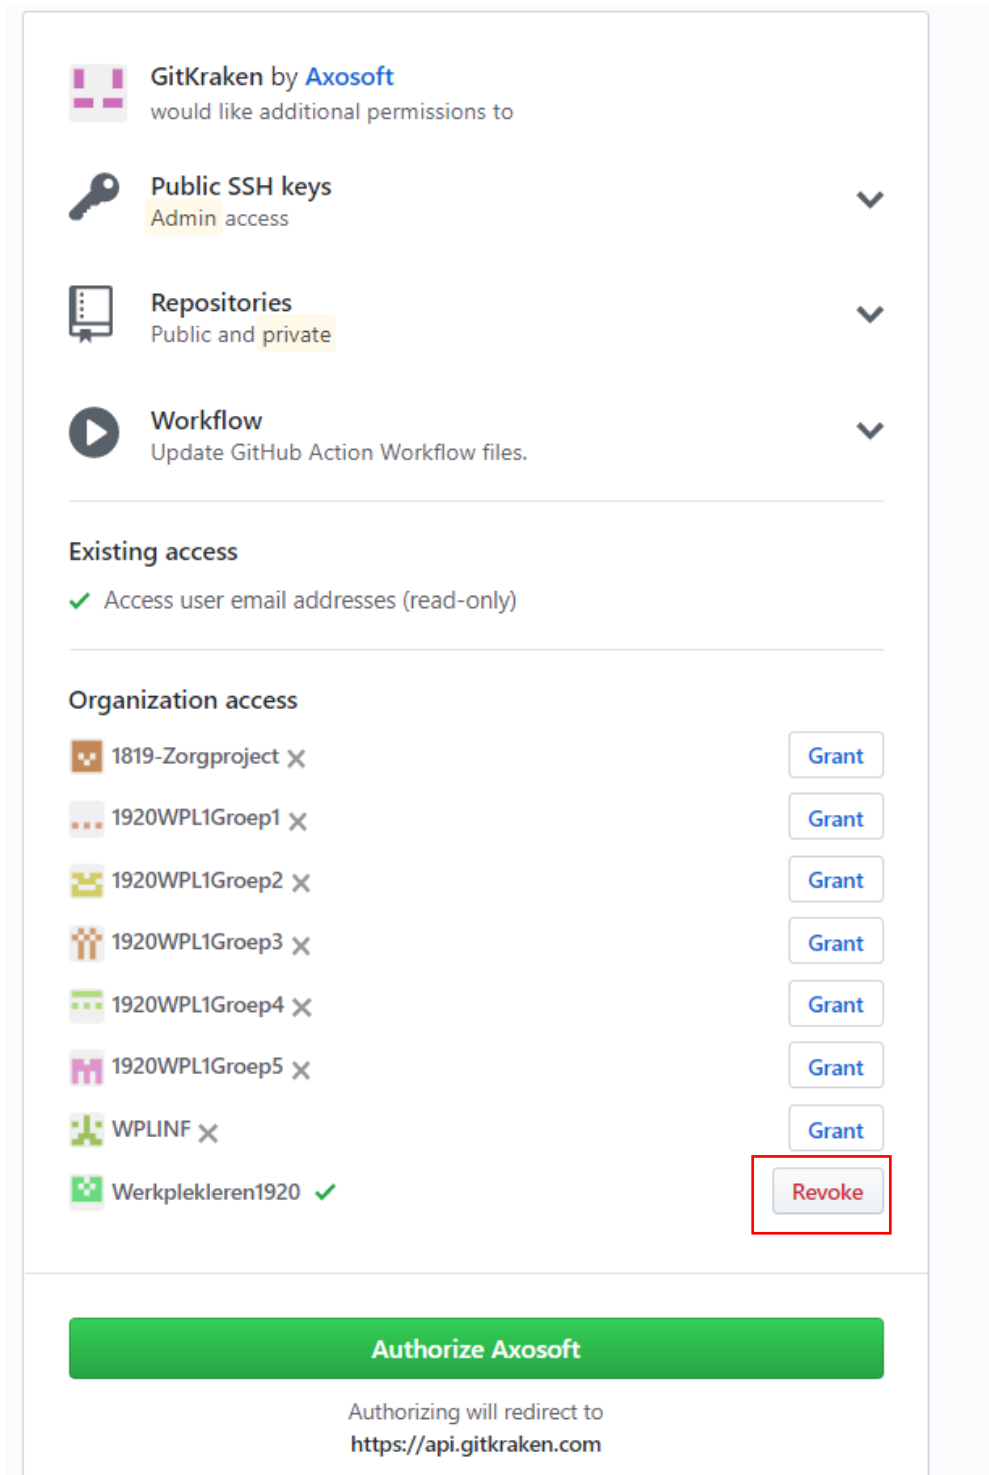 GitKraken by Axosoft
would like additional permissions to
Public SSH keys
Admin access
Repositories
Public and private
Workflow
Update GitHub Action Workflow files.
Existing access
Access user email addresses (read-only)
Organization access
1819-Zorgproject Grant
1920WPL1Groep1 Grant
1920WPL1Groep2 Grant
1920WPL1Groep3 Grant
1920WPL1Groep4 Grant
1920WPL1Groep5 Grant
WPLINF Grant
Werkplekleren1920 Revoke
Authorize Axosoft
Authorizing will redirect to
https://api.gitkraken.com